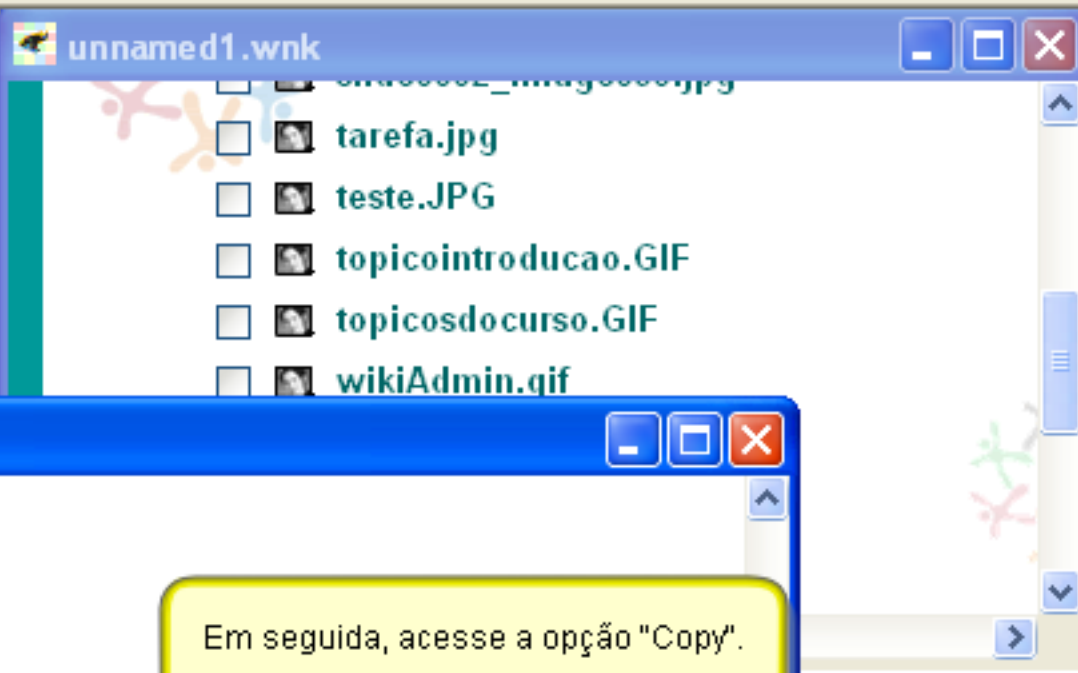 unnamed1.wnk
tarefa.jpg
teste.JPG
topicointroducao.GIF
topicosdocurso.GIF
wikiAdmin.gif
Em seguida, acesse a opção "Copy".